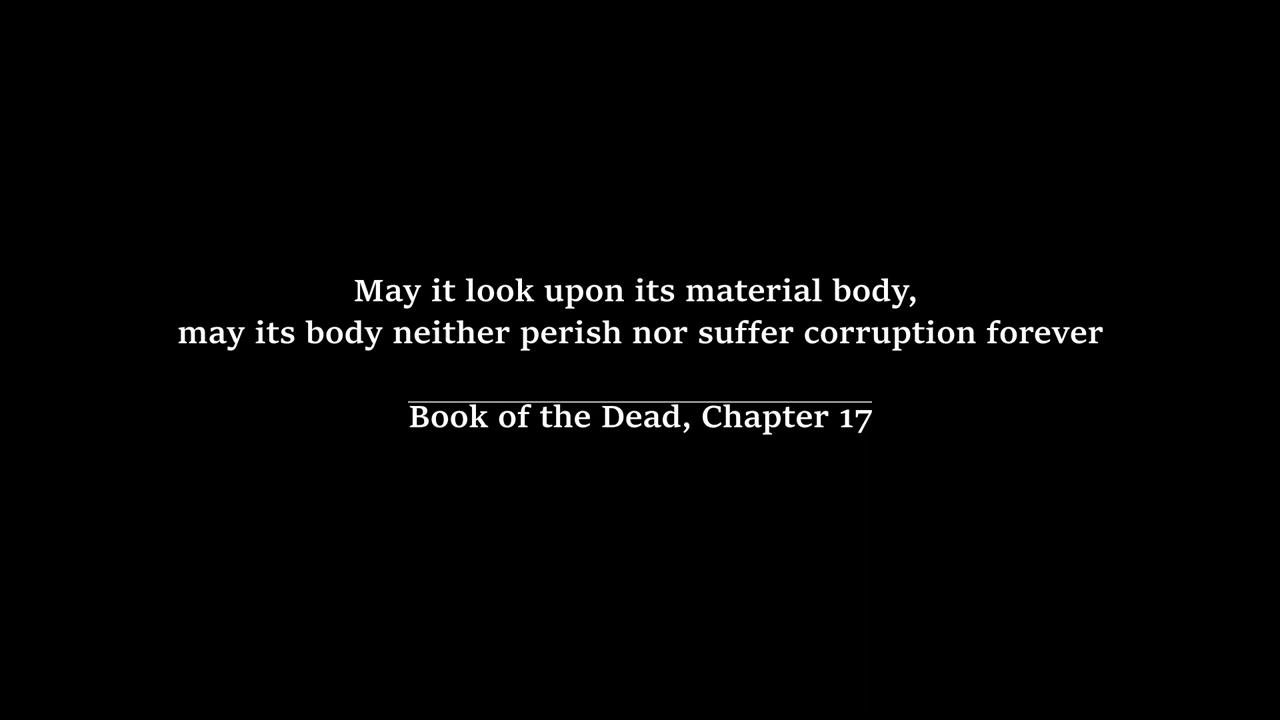 May it look upon its material body,
may its body neither perish nor suffer corruption forever
Book of the Dead, Chapter 17